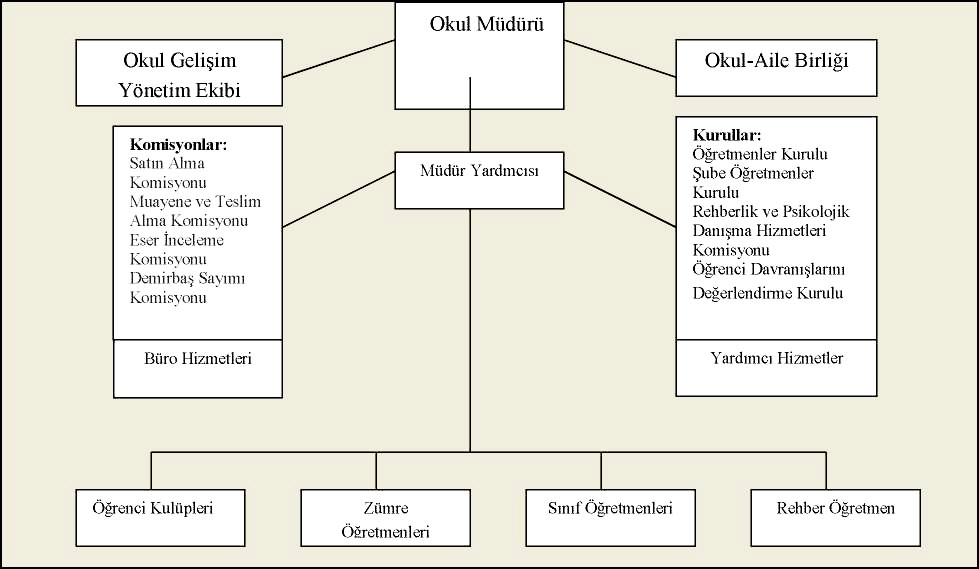 Okul Müdürü
Okul Gelişim
Yönetim Ekibi
Okul-Aile Birliği
Komisyonlar:
Satın Alma
Komisyonu
Muayene ve Teslim
Alma Komisyonu
Eser İnceleme
Komisyonu
Demirbaş Sayımı
Komisyonu
Müdür Yardmcısı
Kurullar:
Öğretmenler Kurulu
Şube Öğretmenler
Kurulu
Rehberlik ve Psikolojik
Danışma Hizmetleri
Komisyonu
Öğrenci Davranışlarını
Değerlendirme Kurulu
Büro Hizmetleri
Yardımcı Hizmetler
Öğrenci Kulüpleri
Zümre
Öğretmenleri
Sınıf Öğretmenleri
Rehber Öğretmen